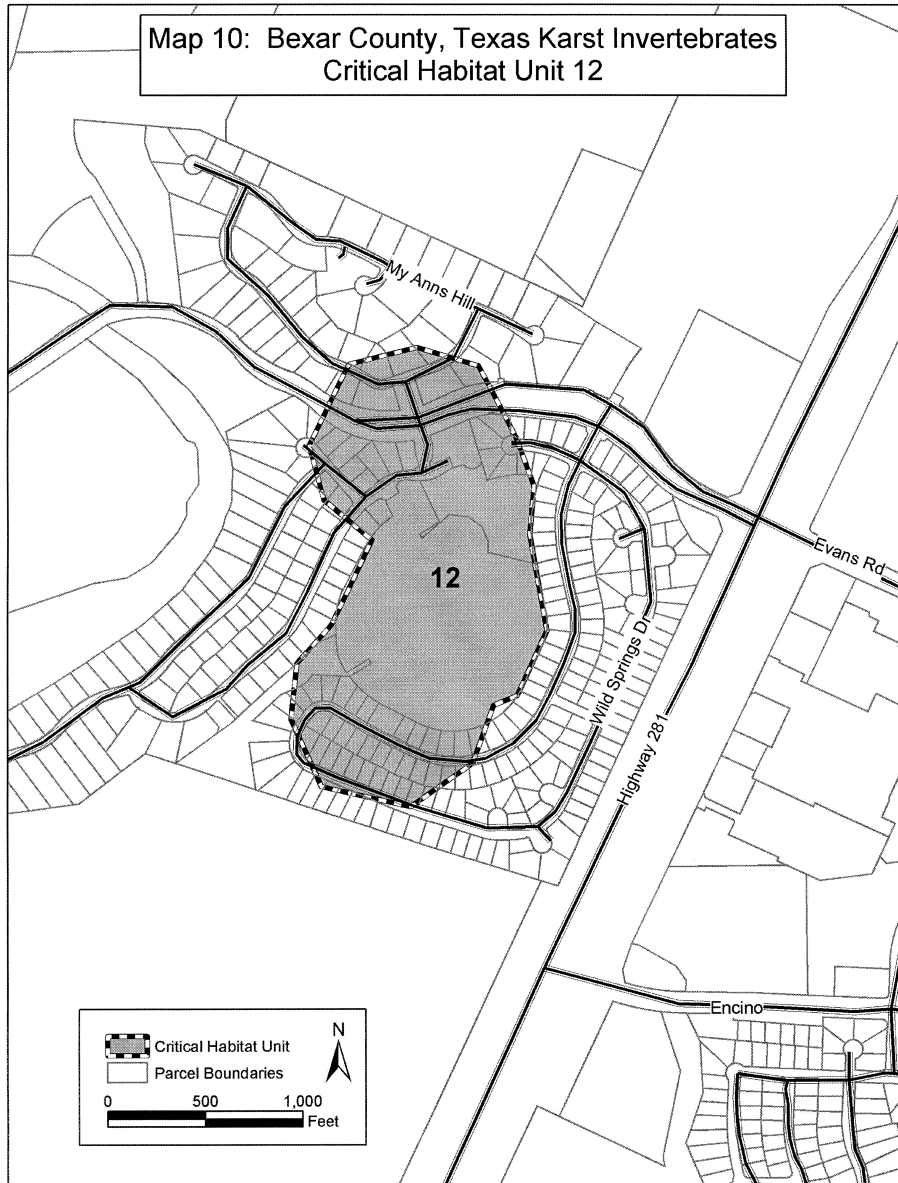 Map 10: Bexar County, Texas Karst Invertebrates
Critical Habitat Unit 12
My Anns Hill
Evans Rd
12
Wild Springs Dr
Highway 281
Encino
Critical Habitat Unit
Parcel Boundaries
N
0 500 1,000
Feet